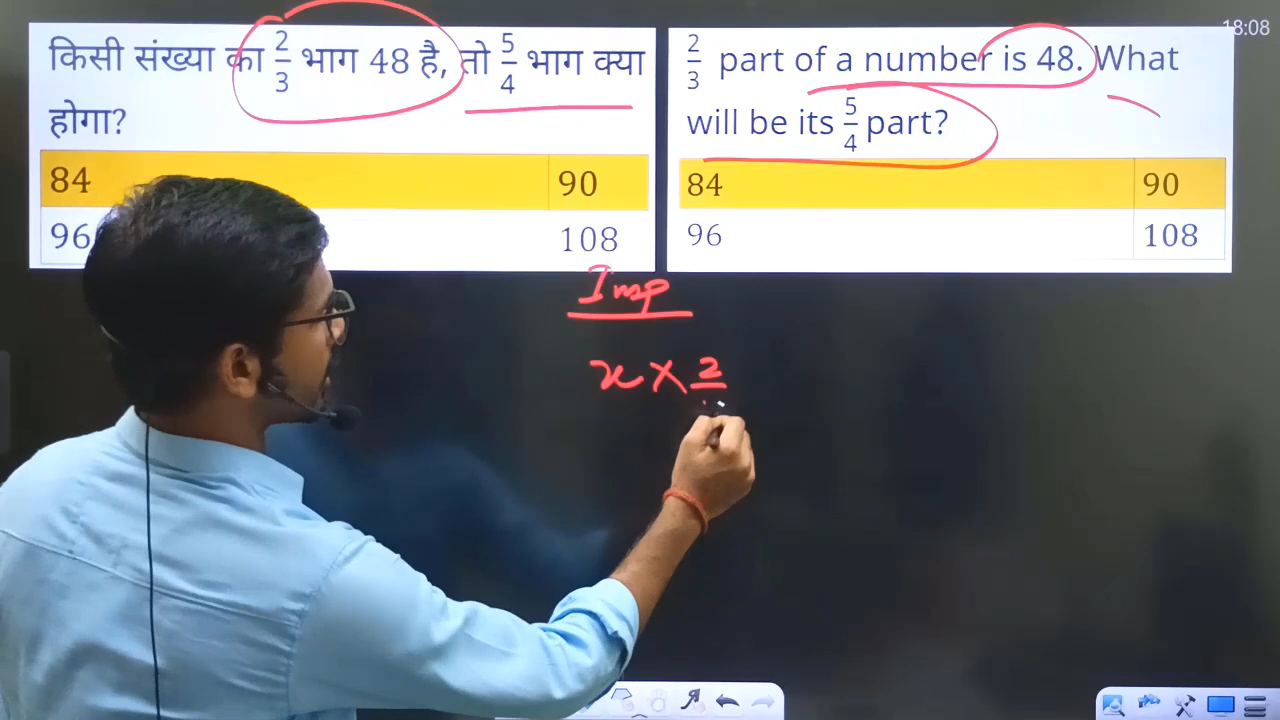 18:08
किसी संख्या का 2/3 भाग 48 है, तो 5/4 भाग क्या
होगा?
84 90
96 108
2/3 part of a number is 48. What
will be its 5/4 part?
84 90
96 108
Imp
x × 2